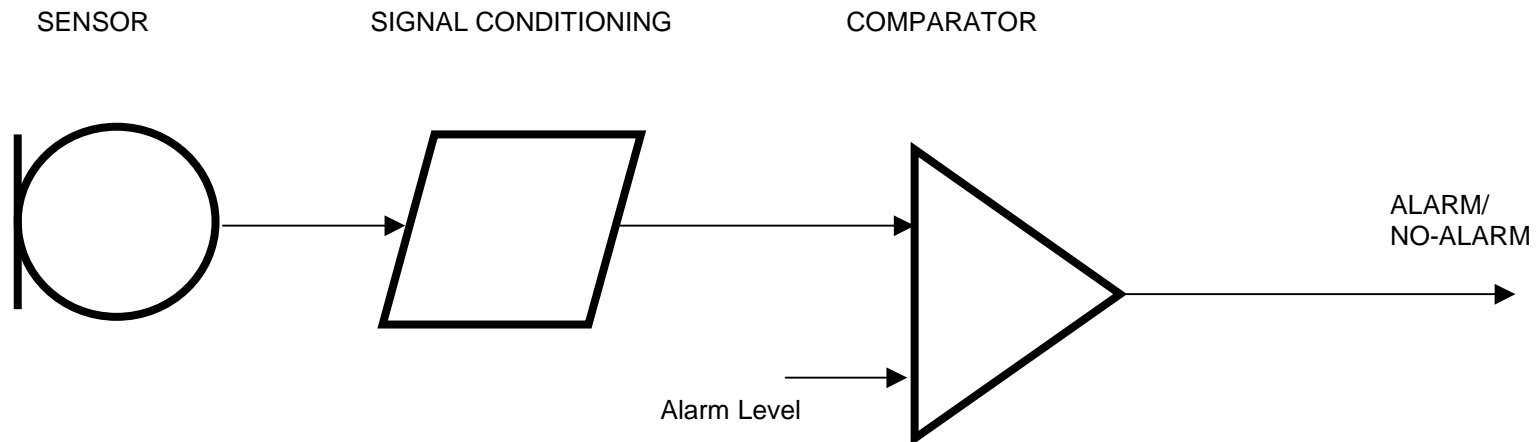 SENSOR
SIGNAL CONDITIONING
COMPARATOR
ALARM/
NO-ALARM
Alarm Level